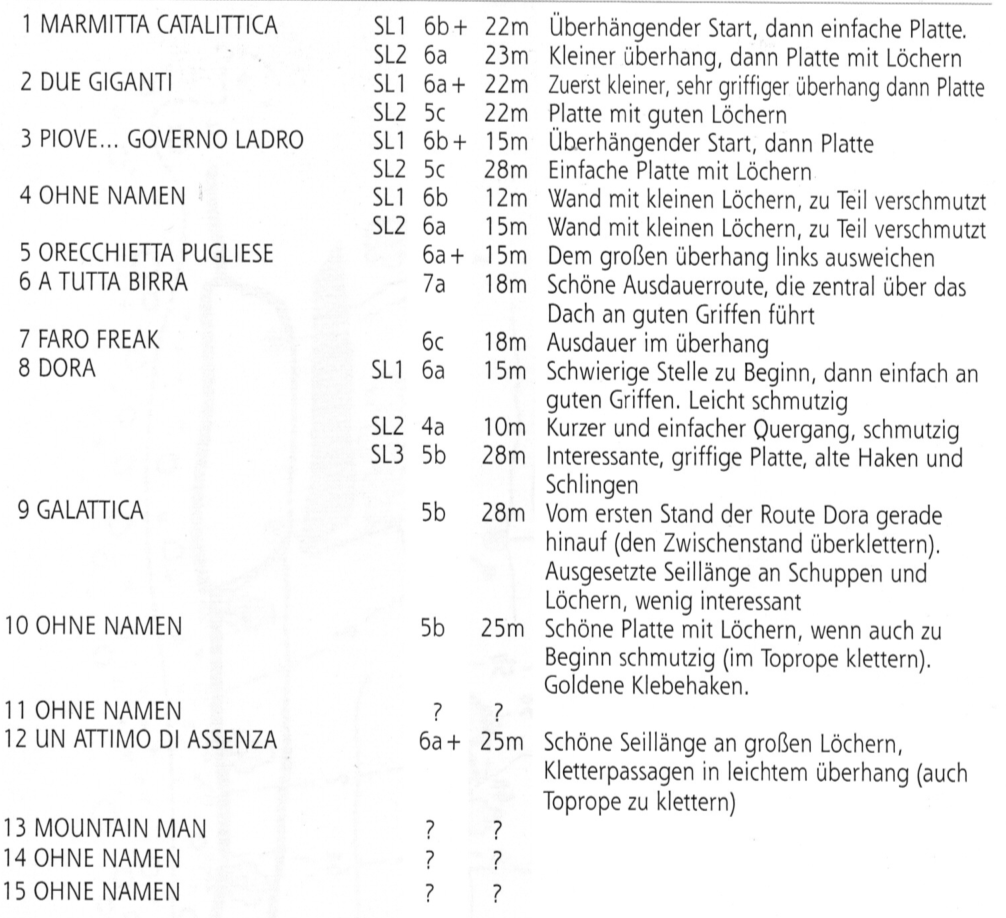 1 MARMITTA CATALITTICA SL1 6b+ 22m Überhängender Start, dann einfache Platte.
SL2 6a 23m Kleiner überhang, dann Platte mit Löchern
2 DUE GIGANTI SL1 6a+ 22m Zuerst kleiner, sehr griffiger überhang dann Platte
SL2 5c 22m Platte mit guten Löchern
3 PIOVE... GOVERNO LADRO SL1 6b+ 15m Überhängender Start, dann Platte
SL2 5c 28m Einfache Platte mit Löchern
4 OHNE NAMEN SL1 6b 12m Wand mit kleinen Löchern, zu Teil verschmutzt
SL2 6a 15m Wand mit kleinen Löchern, zu Teil verschmutzt
5 ORECCHIETTA PUGLIESE 6a+ 15m Dem großen überhang links ausweichen
6 A TUTTA BIRRA 7a 18m Schöne Ausdauerroute, die zentral über das
Dach an guten Griffen führt
7 FARO FREAK 6c 18m Ausdauer im überhang
8 DORA SL1 6a 15m Schwierige Stelle zu Beginn, dann einfach an
guten Griffen. Leicht schmutzig
SL2 4a 10m Kurzer und einfacher Quergang, schmutzig
SL3 5b 28m Interessante, griffige Platte, alte Haken und
Schlingen
9 GALATTICA 5b 28m Vom ersten Stand der Route Dora gerade
hinauf (den Zwischenstand überklettern).
Ausgesetzte Seillänge an Schuppen und
Löchern, wenig interessant
10 OHNE NAMEN 5b 25m Schöne Platte mit Löchern, wenn auch zu
Beginn schmutzig (im Toprope klettern).
Goldene Klebehaken.
11 OHNE NAMEN ? ?
12 UN ATTIMO DI ASSENZA 6a+ 25m Schöne Seillänge an großen Löchern,
Kletterpassagen in leichtem überhang (auch
Toprope zu klettern)
13 MOUNTAIN MAN ? ?
14 OHNE NAMEN ? ?
15 OHNE NAMEN ? ?